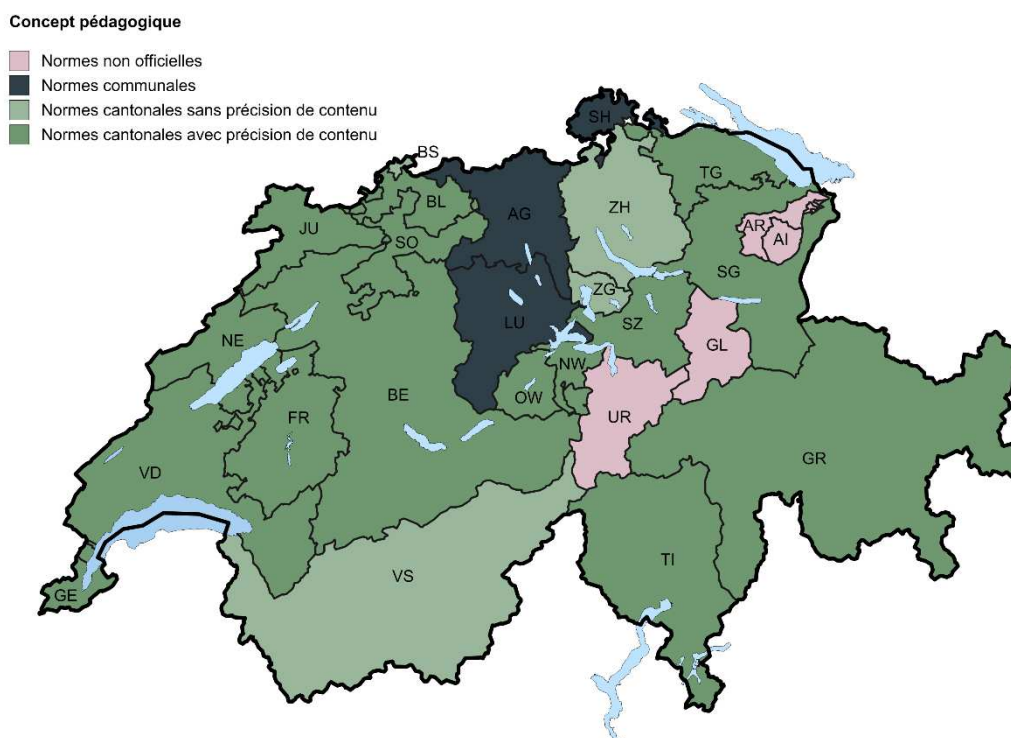 Concept pédagogique
Normes non officielles
Normes communales
Normes cantonales sans précision de contenu
Normes cantonales avec précision de contenu
SH
BS
TG
BL
AG
ZH
JU
AR
SO
AI
SG
ZG
LU
SZ
NE
GL
NW
BE
OW
FR
UR
GR
VD
TI
VS
GE